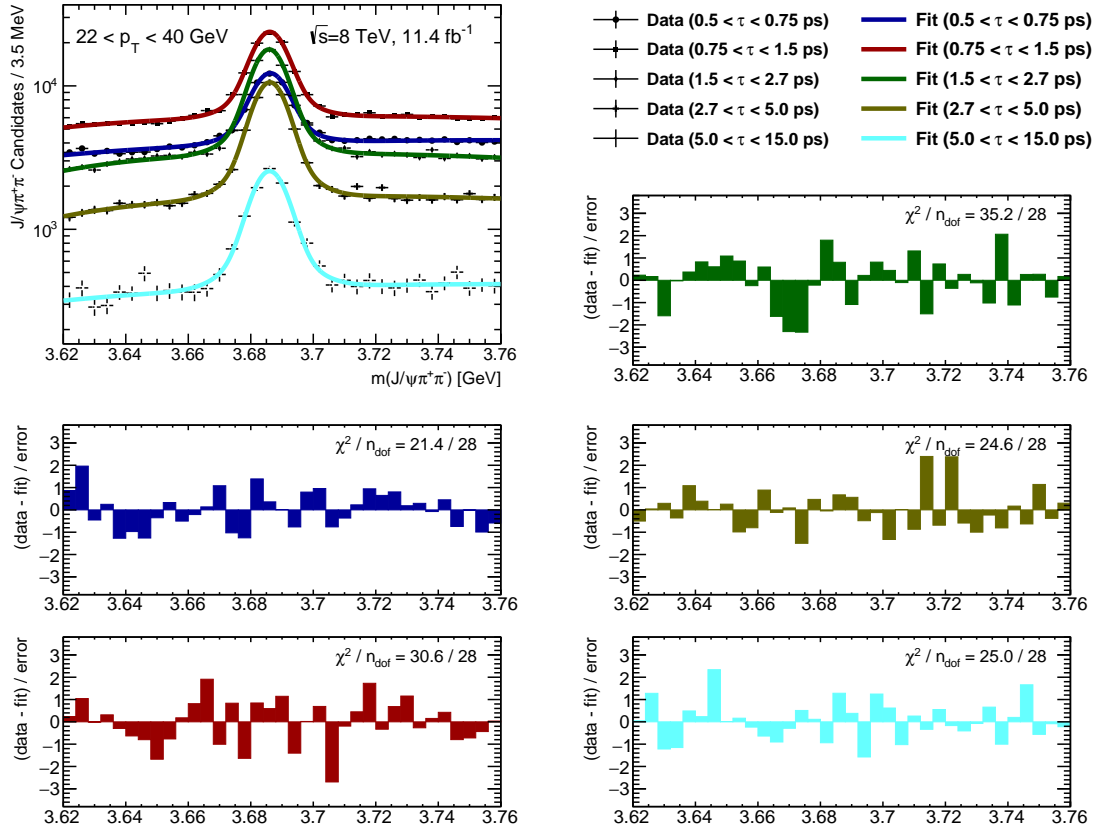 22 < p_T < 40 GeV √s=8 TeV, 11.4 fb⁻¹
J/ψπ⁺π⁻ Candidates / 3.5 MeV
10⁴
10³
3.62 3.64 3.66 3.68 3.7 3.72 3.74 3.76
m(J/ψπ⁺π⁻) [GeV]
Data (0.5 < τ < 0.75 ps) Fit (0.5 < τ < 0.75 ps)
Data (0.75 < τ < 1.5 ps) Fit (0.75 < τ < 1.5 ps)
Data (1.5 < τ < 2.7 ps) Fit (1.5 < τ < 2.7 ps)
Data (2.7 < τ < 5.0 ps) Fit (2.7 < τ < 5.0 ps)
Data (5.0 < τ < 15.0 ps) Fit (5.0 < τ < 15.0 ps)
χ² / n_dof = 35.2 / 28
(data - fit) / error
3
2
1
0
−1
−2
−3
3.62 3.64 3.66 3.68 3.7 3.72 3.74 3.76
χ² / n_dof = 21.4 / 28
(data - fit) / error
3
2
1
0
−1
−2
−3
3.62 3.64 3.66 3.68 3.7 3.72 3.74 3.76
χ² / n_dof = 24.6 / 28
(data - fit) / error
3
2
1
0
−1
−2
−3
3.62 3.64 3.66 3.68 3.7 3.72 3.74 3.76
χ² / n_dof = 30.6 / 28
(data - fit) / error
3
2
1
0
−1
−2
−3
3.62 3.64 3.66 3.68 3.7 3.72 3.74 3.76
χ² / n_dof = 25.0 / 28
(data - fit) / error
3
2
1
0
−1
−2
−3
3.62 3.64 3.66 3.68 3.7 3.72 3.74 3.76